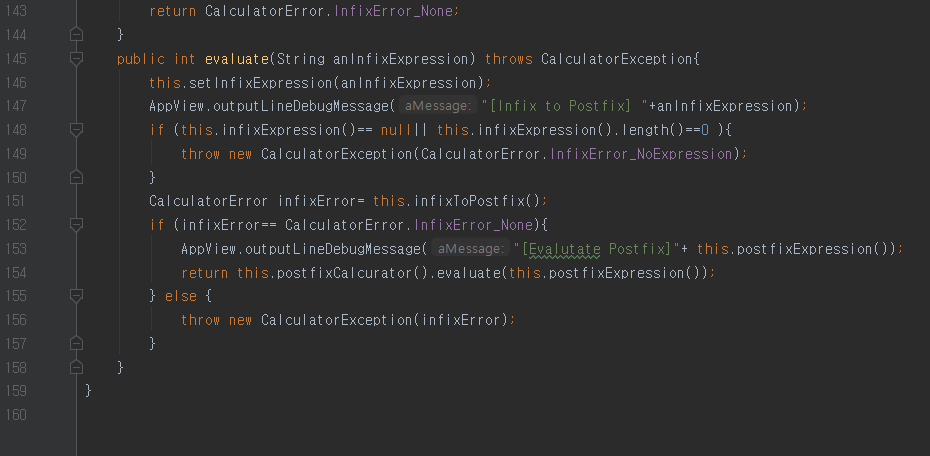 143 return CalculatorError.InfixError_None;
144 }
145 public int evaluate(String anInfixExpression) throws CalculatorException{
146 this.setInfixExpression(anInfixExpression);
147 AppView.outputLineDebugMessage( aMessage: "[Infix to Postfix] "+anInfixExpression);
148 if (this.infixExpression()== null|| this.infixExpression().length()==0 ){
149 throw new CalculatorException(CalculatorError.InfixError_NoExpression);
150 }
151 CalculatorError infixError= this.infixToPostfix();
152 if (infixError== CalculatorError.InfixError_None){
153 AppView.outputLineDebugMessage( aMessage: "[Evalutate Postfix]"+ this.postfixExpression());
154 return this.postfixCalcurator().evaluate(this.postfixExpression());
155 } else {
156 throw new CalculatorException(infixError);
157 }
158 }
159 }
160